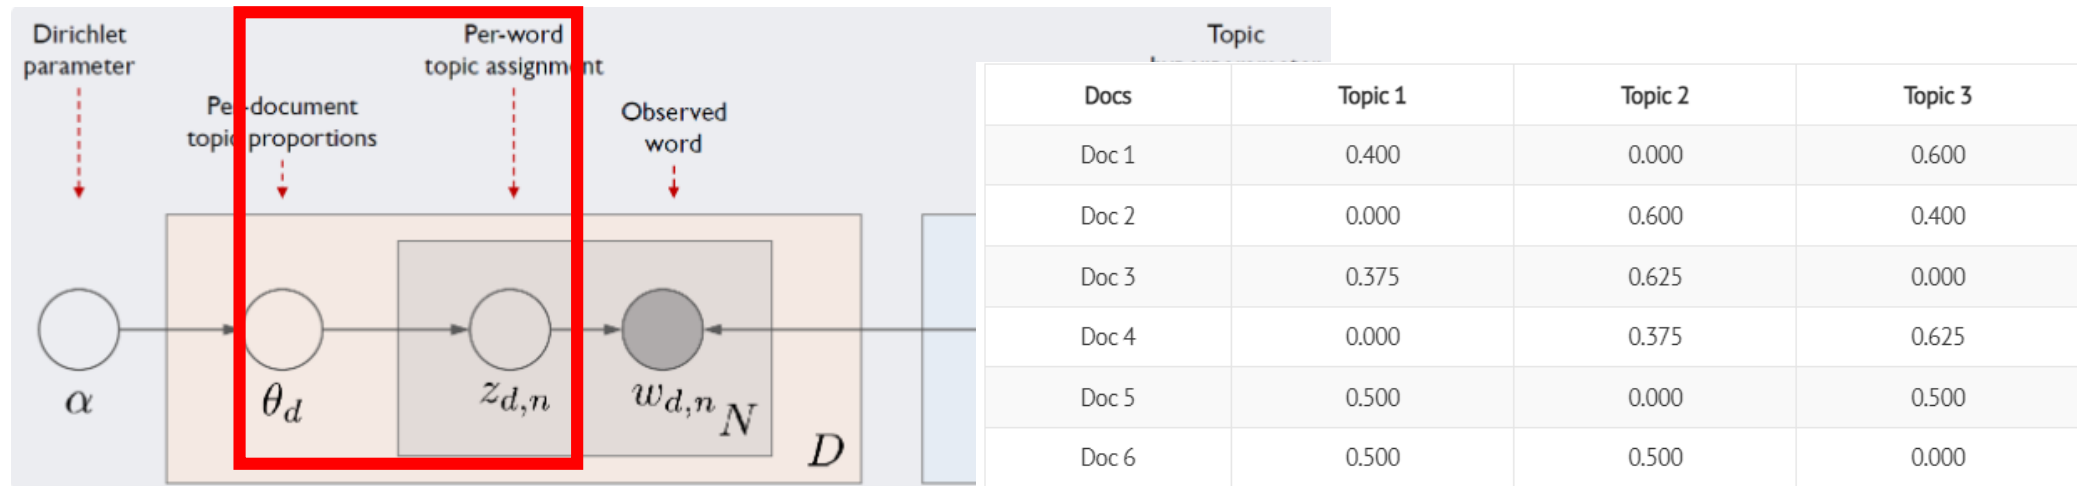 Dirichlet
parameter
Per-document
topic proportions
Per-word
topic assignment
Observed
word
Topic
α
θd
zd,n
wd,n
N
D
Docs Topic 1 Topic 2 Topic 3
Doc 1 0.400 0.000 0.600
Doc 2 0.000 0.600 0.400
Doc 3 0.375 0.625 0.000
Doc 4 0.000 0.375 0.625
Doc 5 0.500 0.000 0.500
Doc 6 0.500 0.500 0.000